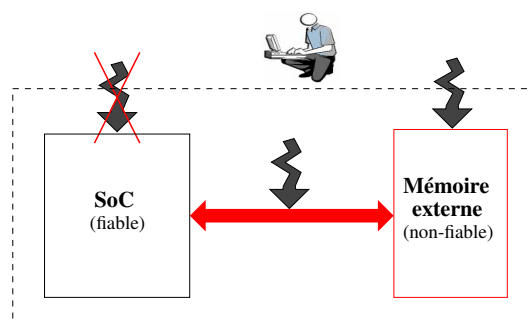 SoC
(fiable)
Mémoire
externe
(non-fiable)